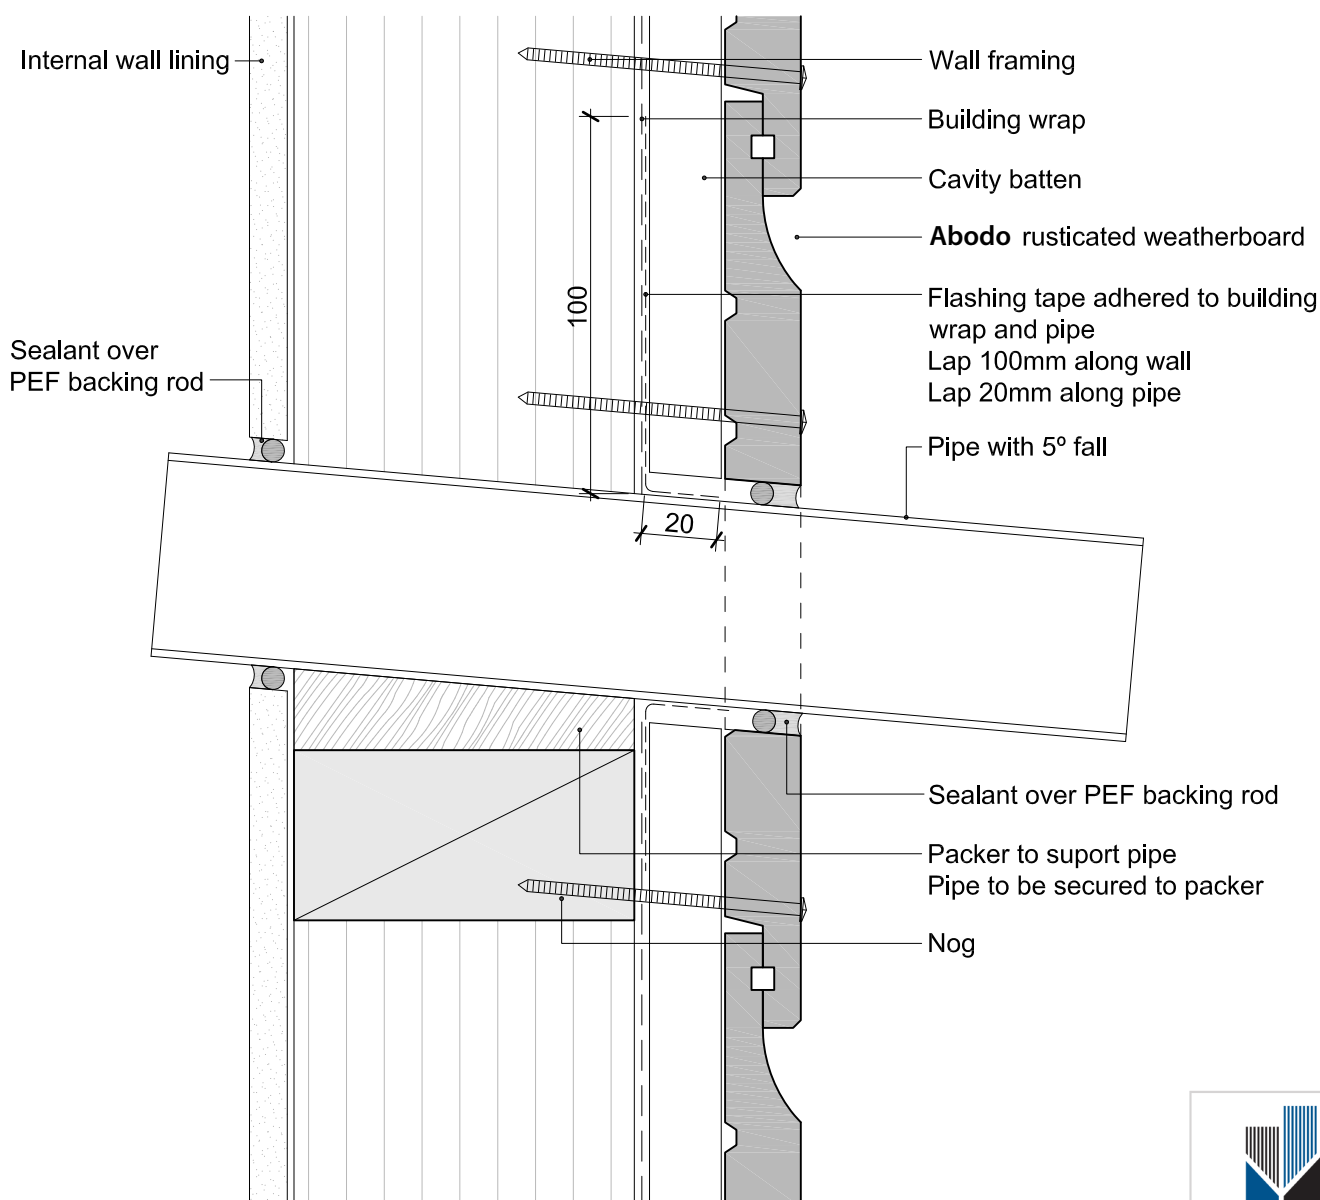 Internal wall lining
Wall framing
Building wrap
Cavity batten
Abodo rusticated weatherboard
100
Flashing tape adhered to building
wrap and pipe
Lap 100mm along wall
Lap 20mm along pipe
Sealant over
PEF backing rod
Pipe with 5º fall
20
Sealant over PEF backing rod
Packer to suport pipe
Pipe to be secured to packer
Nog